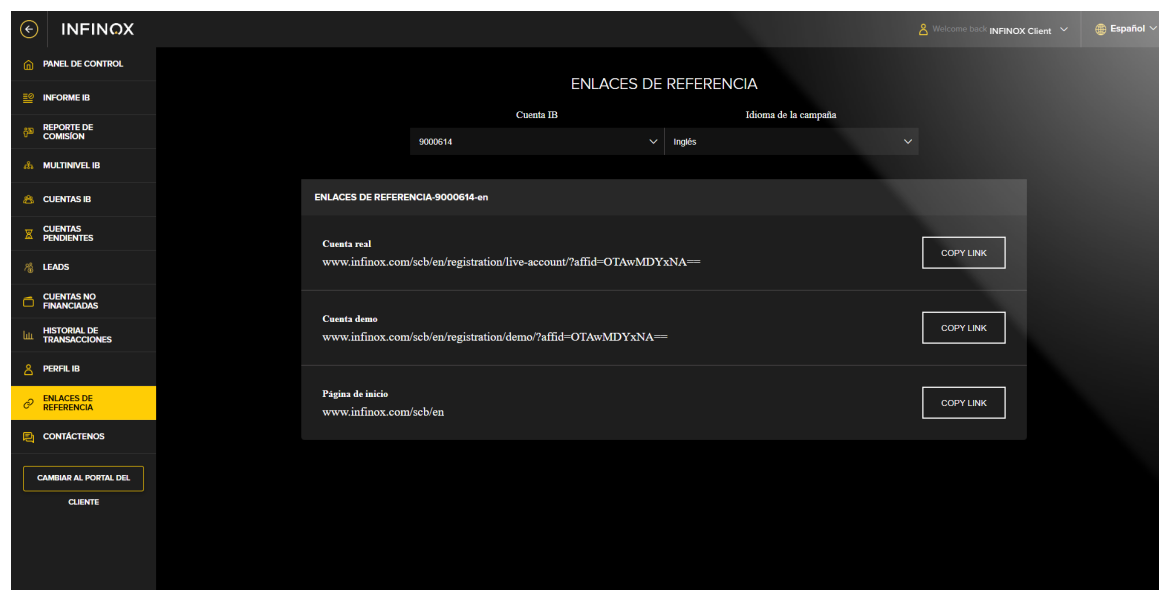 INFINOX
Welcome back INFINOX Client
Español
PANEL DE CONTROL
INFORME IB
REPORTE DE
COMISÍON
MULTINIVEL IB
CUENTAS IB
CUENTAS
PENDIENTES
LEADS
CUENTAS NO
FINANCIADAS
HISTORIAL DE
TRANSACCIONES
PERFIL IB
ENLACES DE
REFERENCIA
CONTÁCTENOS
CAMBIAR AL PORTAL DEL
CLIENTE
ENLACES DE REFERENCIA
Cuenta IB
Idioma de la campaña
9000614
Inglés
ENLACES DE REFERENCIA-9000614-en
Cuenta real
www.infinox.com/scb/en/registration/live-account/?affid=OTAwMDYxNA==
COPY LINK
Cuenta demo
www.infinox.com/scb/en/registration/demo/?affid=OTAwMDYxNA==
COPY LINK
Página de inicio
www.infinox.com/scb/en
COPY LINK